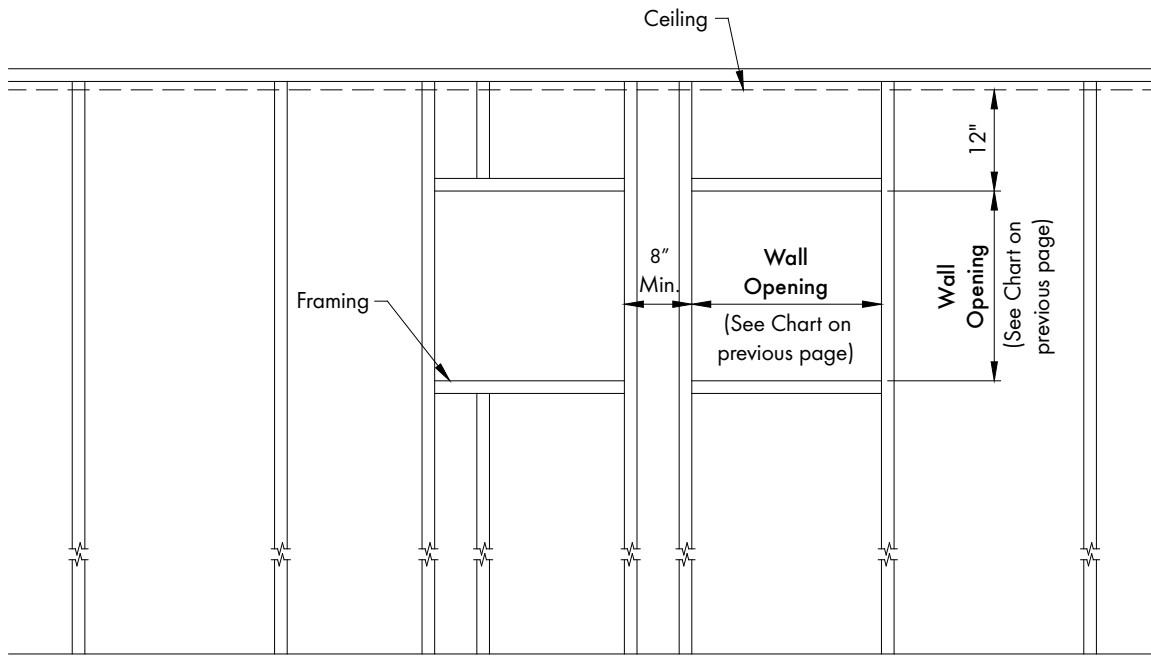 Ceiling
12"
8”
Min.
Wall
Opening
(See Chart on
previous page)
Wall
Opening
(See Chart on
previous page)
Framing